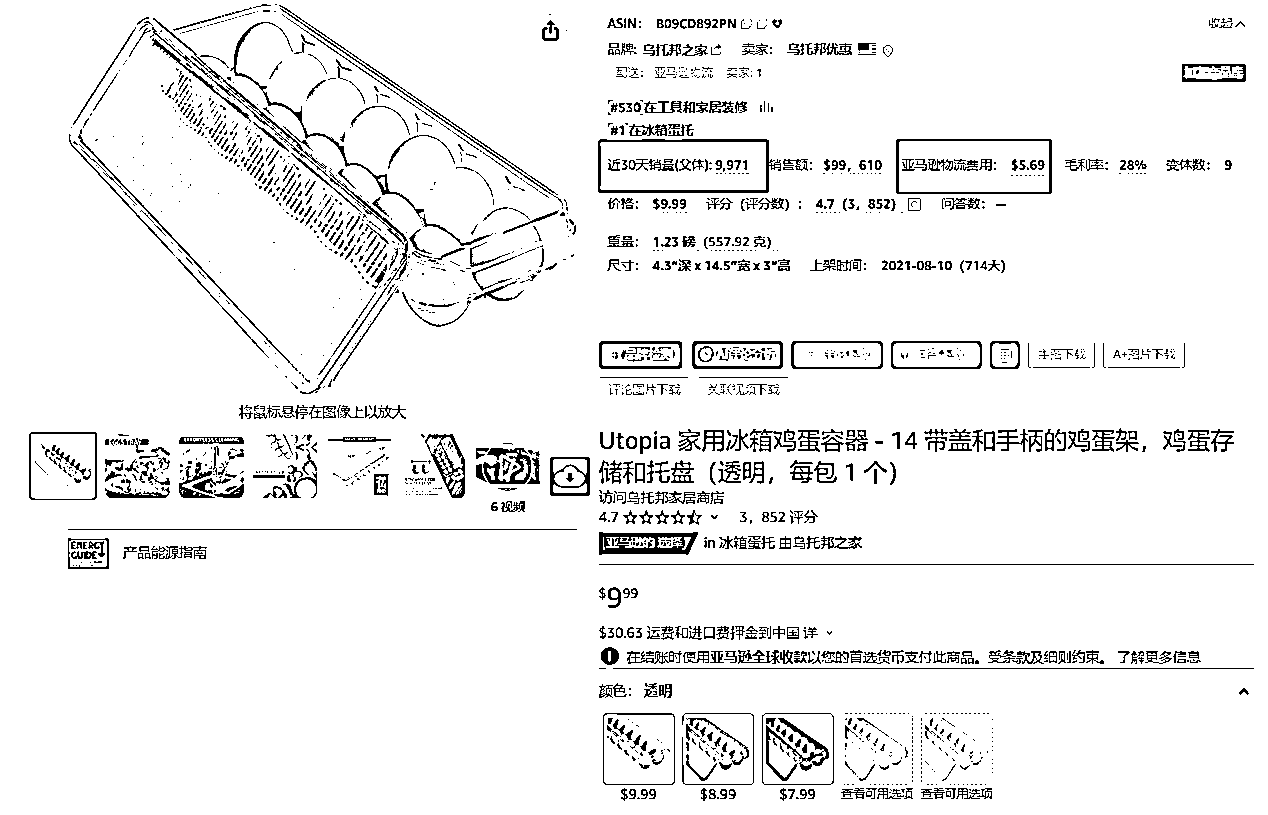 ASIN: B09CD892PN
收起
品牌: 乌托邦之家 卖家: 乌托邦优惠
配送: 亚马逊物流 卖家: 1
#530 在工具和家居装修
#1 在冰箱蛋托
近30天销量(父体): 9,971 销售额: $99, 610 亚马逊物流费用: $5.69 毛利率: 28% 变体数: 9
价格: $9.99 评分 (评分数) : 4.7 (3, 852) 问答数: —
重量: 1.23 磅 (557.92 克)
尺寸: 4.3"深 x 14.5"宽 x 3"高 上架时间: 2021-08-10 (714天)
主图下载 A+图片下载
评论图片下载 关联视频下载
将鼠标悬停在图像上以放大
6 视频
ENERGY GUIDE 产品能源指南
Utopia 家用冰箱鸡蛋容器 - 14 带盖和手柄的鸡蛋架, 鸡蛋存
储和托盘 (透明, 每包 1 个)
访问乌托邦家居商店
4.7 3, 852 评分
亚马逊的 选择 in 冰箱蛋托 由乌托邦之家
$9.99
$30.63 运费和进口费押金到中国 详
在结账时使用亚马逊全球收款以您的首选货币支付此商品。受条款及细则约束。 了解更多信息
颜色: 透明
$9.99 $8.99 $7.99 查看可用选项 查看可用选项